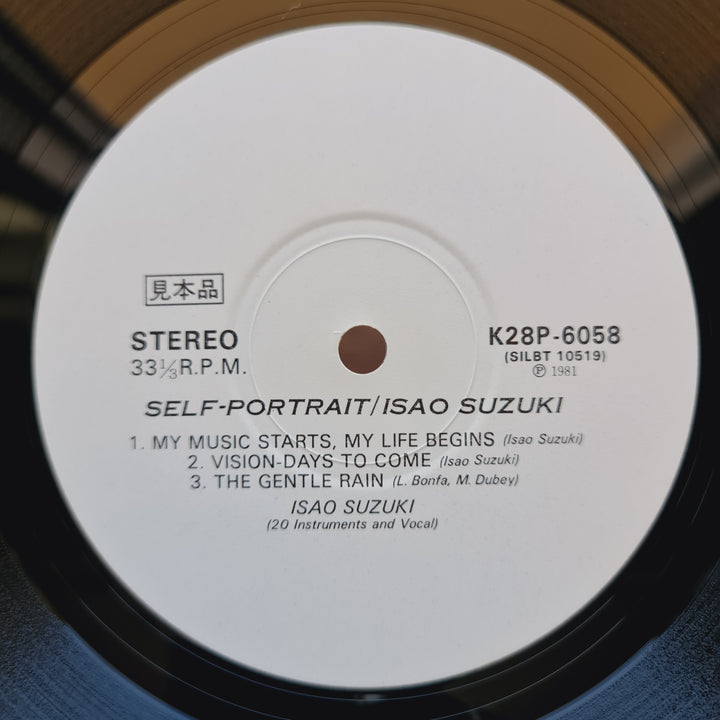 見本品
STEREO
33⅓R.P.M.
K28P-6058
(SILBT 10519)
Ⓟ 1981
SELF-PORTRAIT/ISAO SUZUKI
1. MY MUSIC STARTS, MY LIFE BEGINS (Isao Suzuki)
2. VISION-DAYS TO COME (Isao Suzuki)
3. THE GENTLE RAIN (L. Bonfa, M. Dubey)
ISAO SUZUKI
(20 Instruments and Vocal)